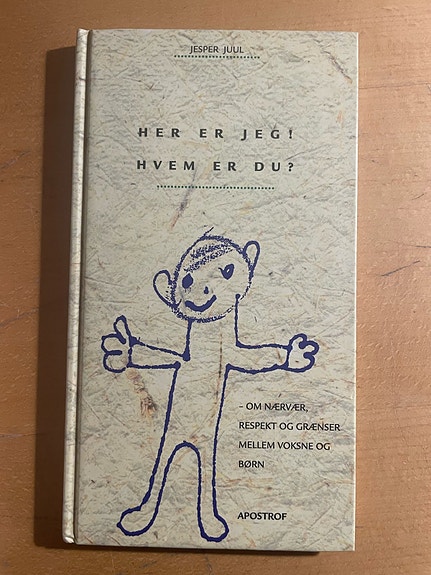 JESPER JUUL
HER ER JEG!
HVEM ER DU?
– OM NÆRVÆR,
RESPEKT OG GRÆNSER
MELLEM VOKSNE OG
BØRN
APOSTROF